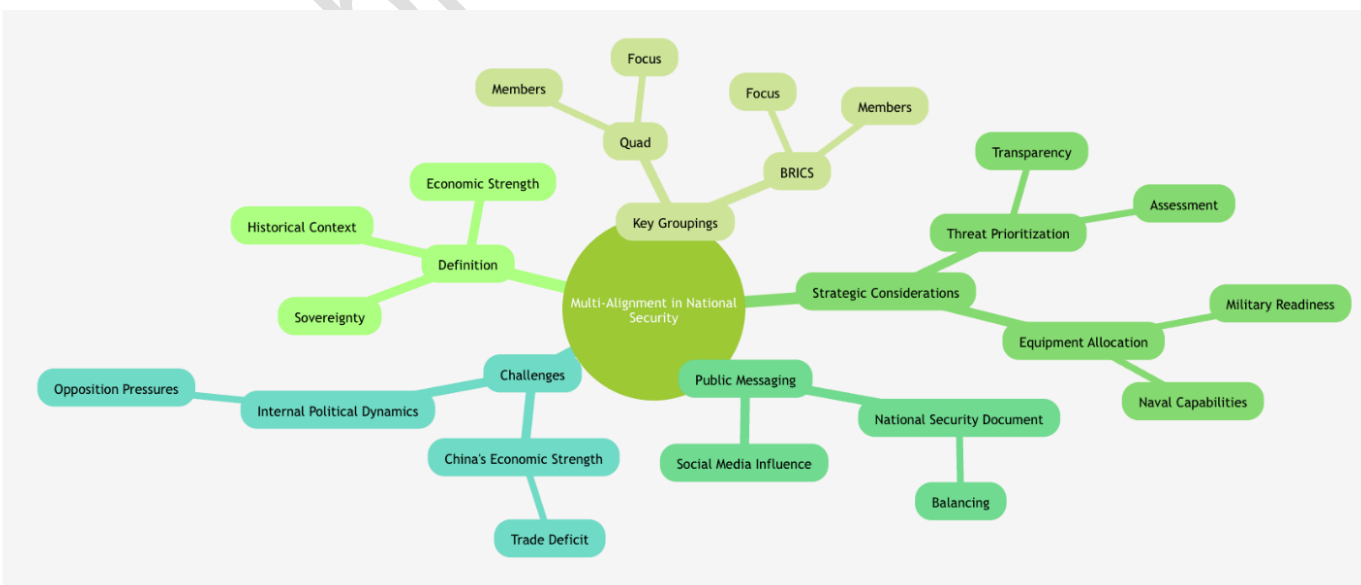 Focus
Members
Focus
Members
Quad
BRICS
Key Groupings
Economic Strength
Historical Context
Definition
Sovereignty
Multi-Alignment in National
Security
Transparency
Assessment
Threat Prioritization
Strategic Considerations
Military Readiness
Equipment Allocation
Naval Capabilities
Challenges
Opposition Pressures
Internal Political Dynamics
China's Economic Strength
Trade Deficit
Public Messaging
National Security Document
Social Media Influence
Balancing